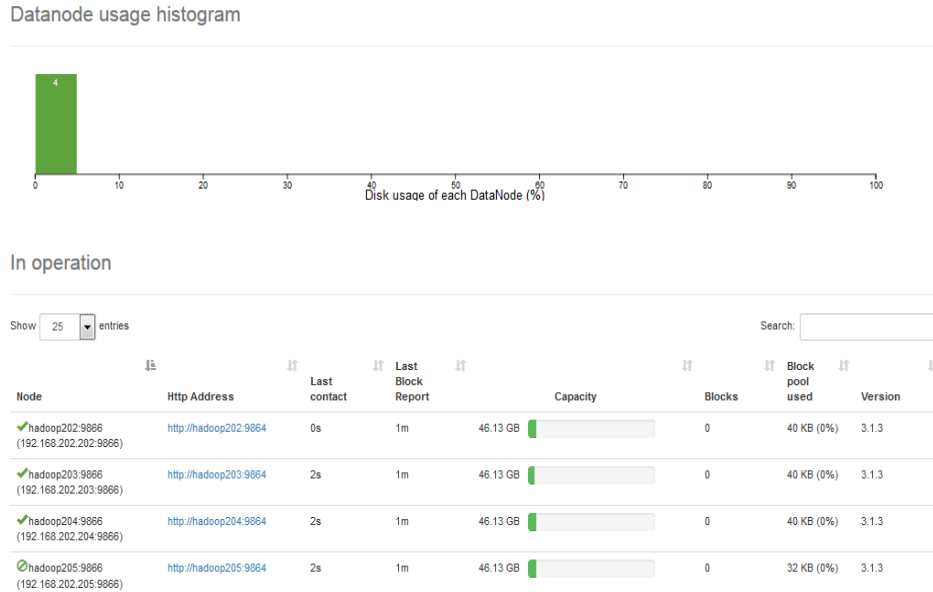 Datanode usage histogram
4
0 10 20 30 40 50 60 70 80 90 100
Disk usage of each DataNode (%)
In operation
Show 25 entries
Search:
Node Http Address Last contact Last Block Report Capacity Blocks Block pool used Version
hadoop202:9866 http://hadoop202:9864 0s 1m 46.13 GB 0 40 KB (0%) 3.1.3
(192.168.202.202:9866)
hadoop203:9866 http://hadoop203:9864 2s 1m 46.13 GB 0 40 KB (0%) 3.1.3
(192.168.202.203:9866)
hadoop204:9866 http://hadoop204:9864 2s 1m 46.13 GB 0 40 KB (0%) 3.1.3
(192.168.202.204:9866)
hadoop205:9866 http://hadoop205:9864 2s 1m 46.13 GB 0 32 KB (0%) 3.1.3
(192.168.202.205:9866)